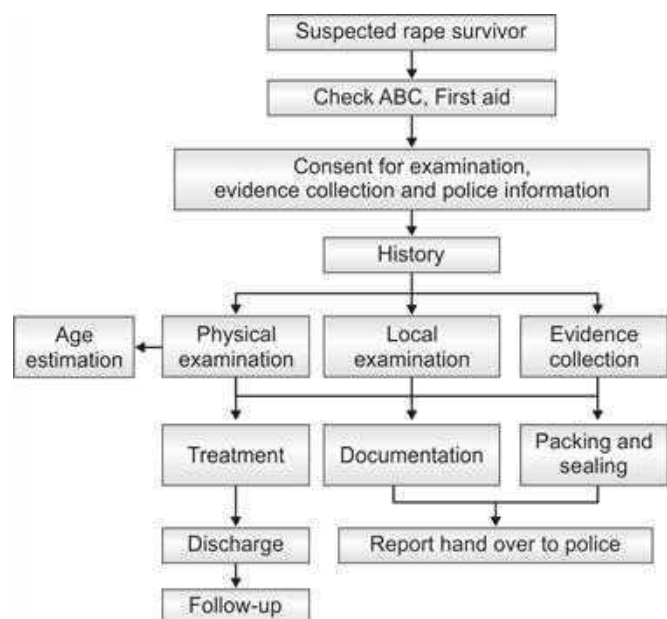 Suspected rape survivor
Check ABC, First aid
Consent for examination,
evidence collection and police information
History
Age
estimation
Physical
examination
Local
examination
Evidence
collection
Treatment
Documentation
Packing and
sealing
Discharge
Report hand over to police
Follow-up